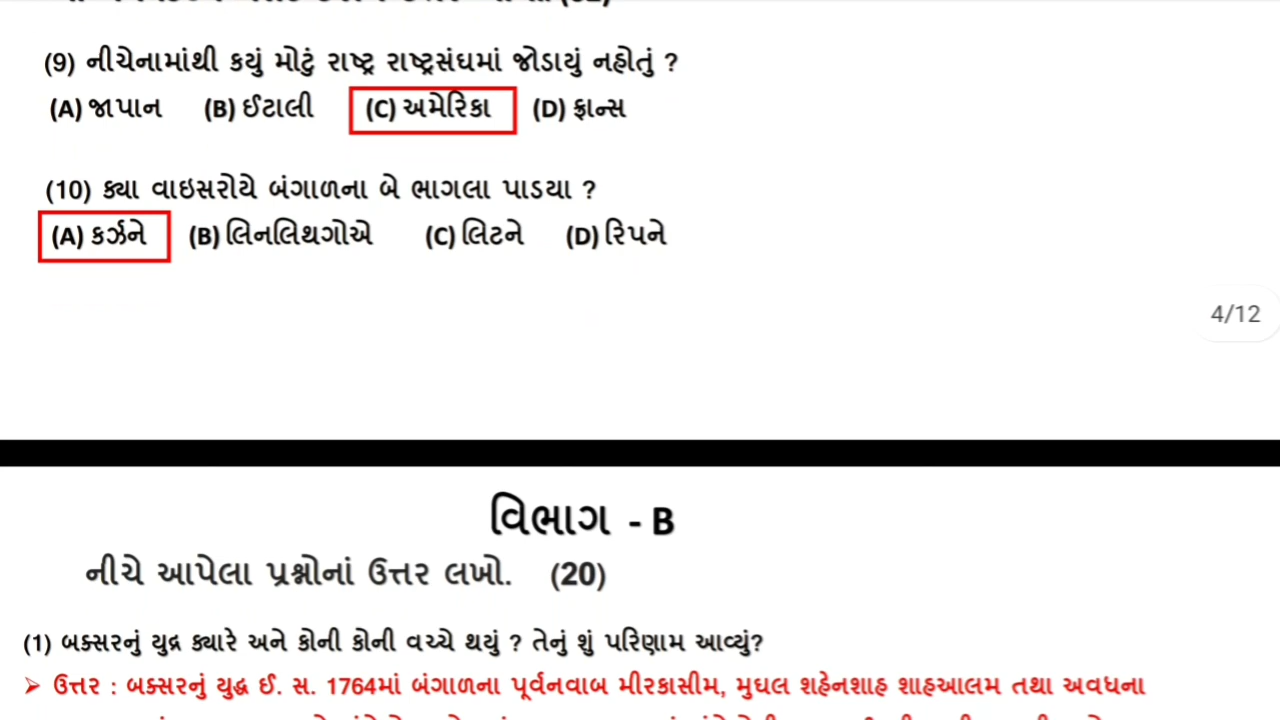 (9) નીચેનામાંથી કયું મોટું રાષ્ટ્ર રાષ્ટ્રસંઘમાં જોડાયું નહોતું ?
(A) જાપાન (B) ઈટાલી (C) અમેરિકા (D) ફ્રાન્સ
(10) ક્યા વાઇસરોયે બંગાળના બે ભાગલા પાડયા ?
(A) કર્ઝને (B) લિનલિથગોએ (C) લિટને (D) રિપને
4/12
વિભાગ - B
નીચે આપેલા પ્રશ્નોનાં ઉત્તર લખો. (20)
(1) બક્સરનું યુદ્ર ક્યારે અને કોની કોની વચ્ચે થયું ? તેનું શું પરિણામ આવ્યું?
➢ ઉત્તર : બક્સરનું યુદ્ધ ઈ. સ. 1764માં બંગાળના પૂર્વનવાબ મીરકાસીમ, મુઘલ શહેનશાહ શાહઆલમ તથા અવધના